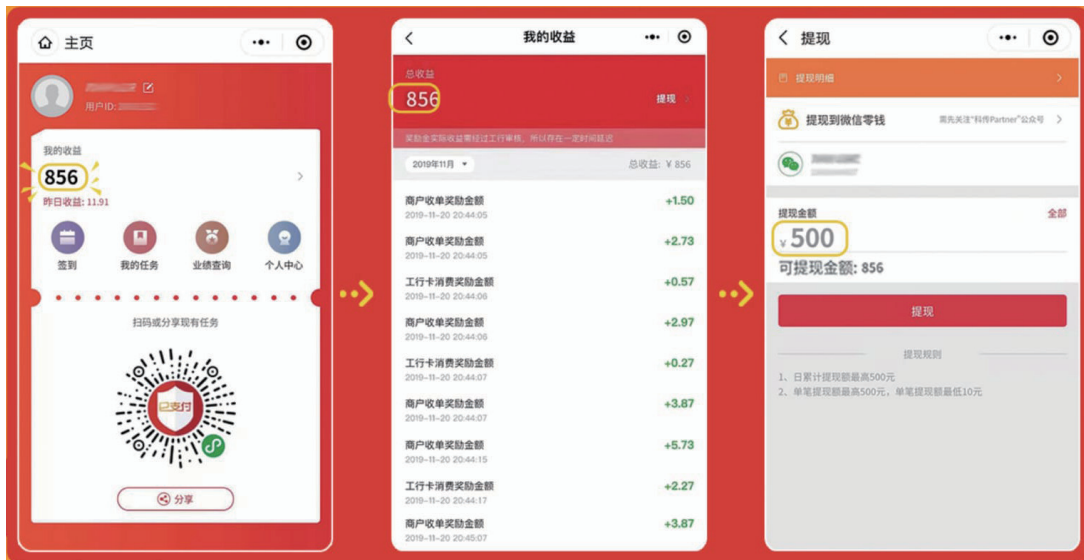 主页
用户ID:
我的收益
856
昨日收益: 11.91
签到
我的任务
业绩查询
个人中心
扫码或分享现有任务
已支付
分享
我的收益
总收益
856
提现
奖励金实际收益需经过工行审核，所以存在一定时间延迟
2019年11月
总收益: ¥ 856
商户收单奖励金额
+1.50
2019-11-20 20:44:05
商户收单奖励金额
+2.73
2019-11-20 20:44:05
工行卡消费奖励金额
+0.57
2019-11-20 20:44:06
商户收单奖励金额
+2.97
2019-11-20 20:44:06
工行卡消费奖励金额
+0.27
2019-11-20 20:44:07
商户收单奖励金额
+3.87
2019-11-20 20:44:07
商户收单奖励金额
+5.73
2019-11-20 20:44:15
工行卡消费奖励金额
+2.27
2019-11-20 20:44:17
商户收单奖励金额
+3.87
2019-11-20 20:45:07
提现
提现明细
提现到微信零钱
需先关注“科传Partner”公众号
提现金额
全部
¥ 500
可提现金额: 856
提现
提现规则
1、日累计提现额最高500元
2、单笔提现额最高500元，单笔提现额最低10元